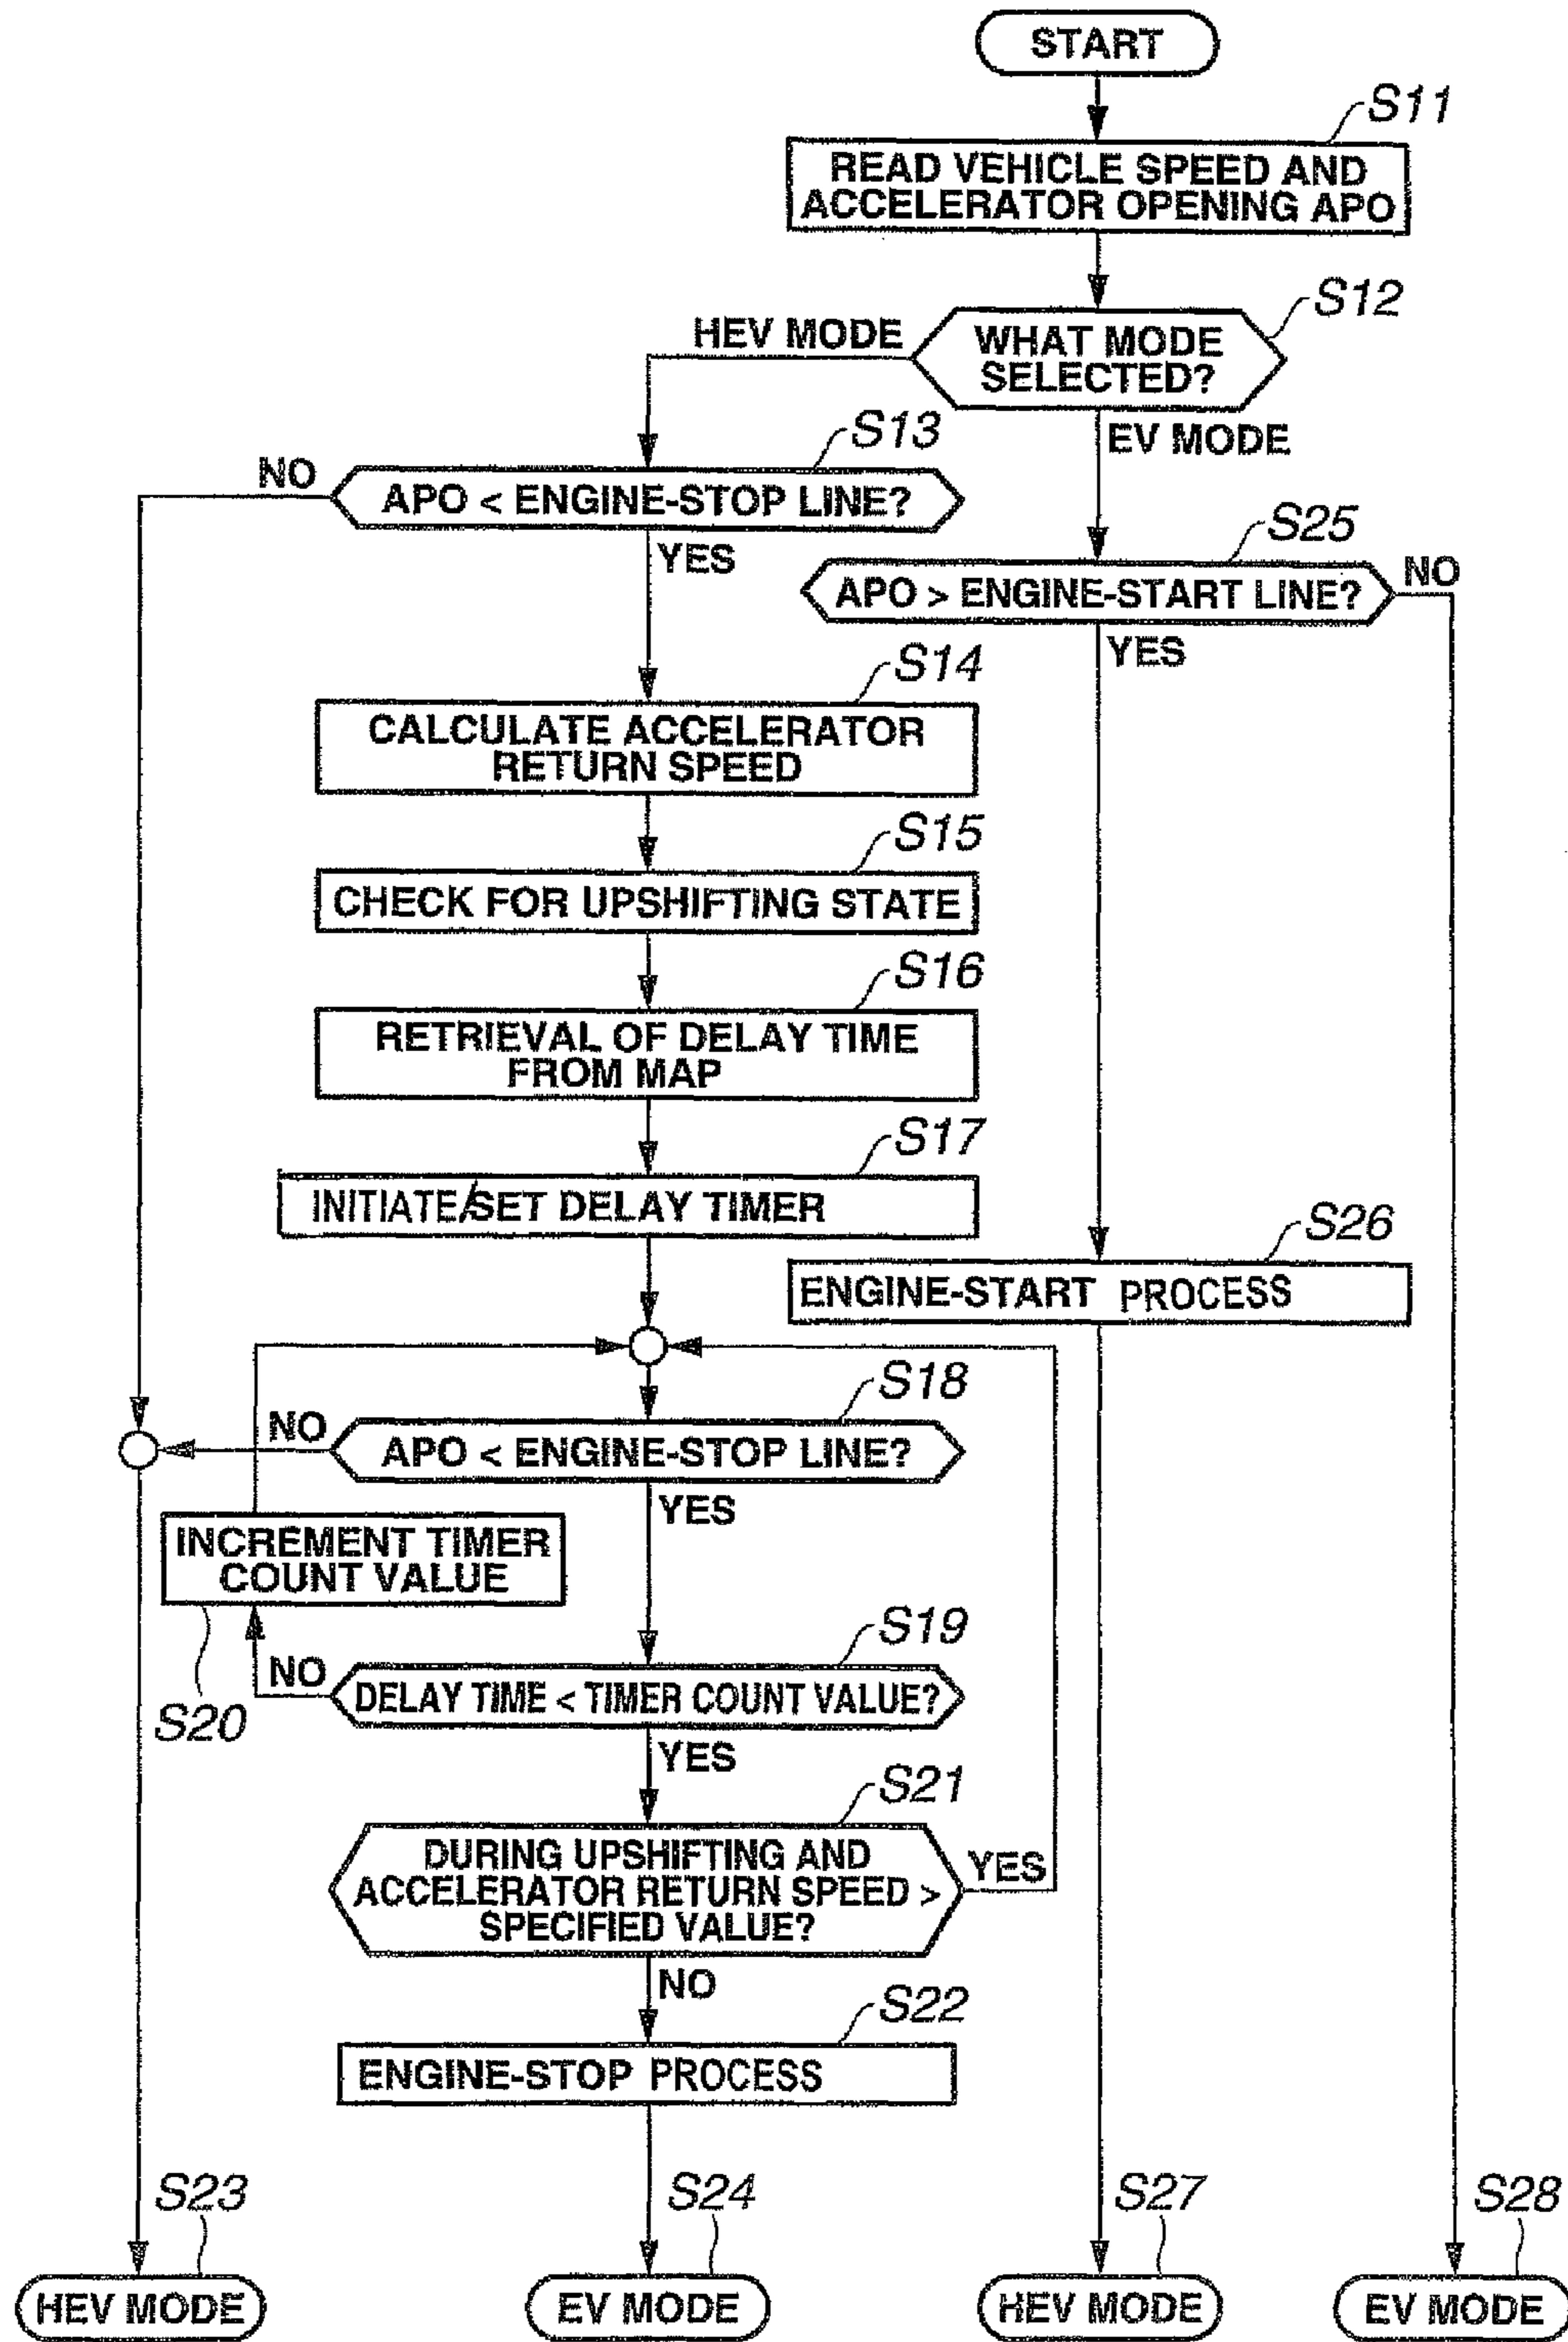 START
S11
READ VEHICLE SPEED AND
ACCELERATOR OPENING APO
S12
HEV MODE
WHAT MODE
SELECTED?
EV MODE
S13
NO
APO < ENGINE-STOP LINE?
YES
S25
APO > ENGINE-START LINE?
NO
YES
S14
CALCULATE ACCELERATOR
RETURN SPEED
S15
CHECK FOR UPSHIFTING STATE
S16
RETRIEVAL OF DELAY TIME
FROM MAP
S17
INITIATE/SET DELAY TIMER
S26
ENGINE-START PROCESS
S18
NO
APO < ENGINE-STOP LINE?
YES
INCREMENT TIMER
COUNT VALUE
S20
S19
NO
DELAY TIME < TIMER COUNT VALUE?
YES
S21
DURING UPSHIFTING AND
ACCELERATOR RETURN SPEED >
SPECIFIED VALUE?
YES
NO
S22
ENGINE-STOP PROCESS
S23
S24
S27
S28
HEV MODE
EV MODE
HEV MODE
EV MODE